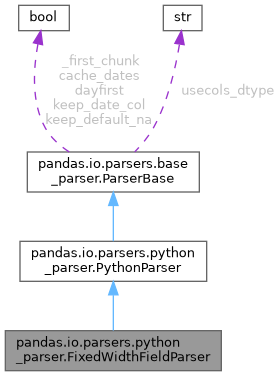 bool
str
_first_chunk
cache_dates
dayfirst
keep_date_col
keep_default_na
usecols_dtype
pandas.io.parsers.base
_parser.ParserBase
pandas.io.parsers.python
_parser.PythonParser
pandas.io.parsers.python
_parser.FixedWidthFieldParser